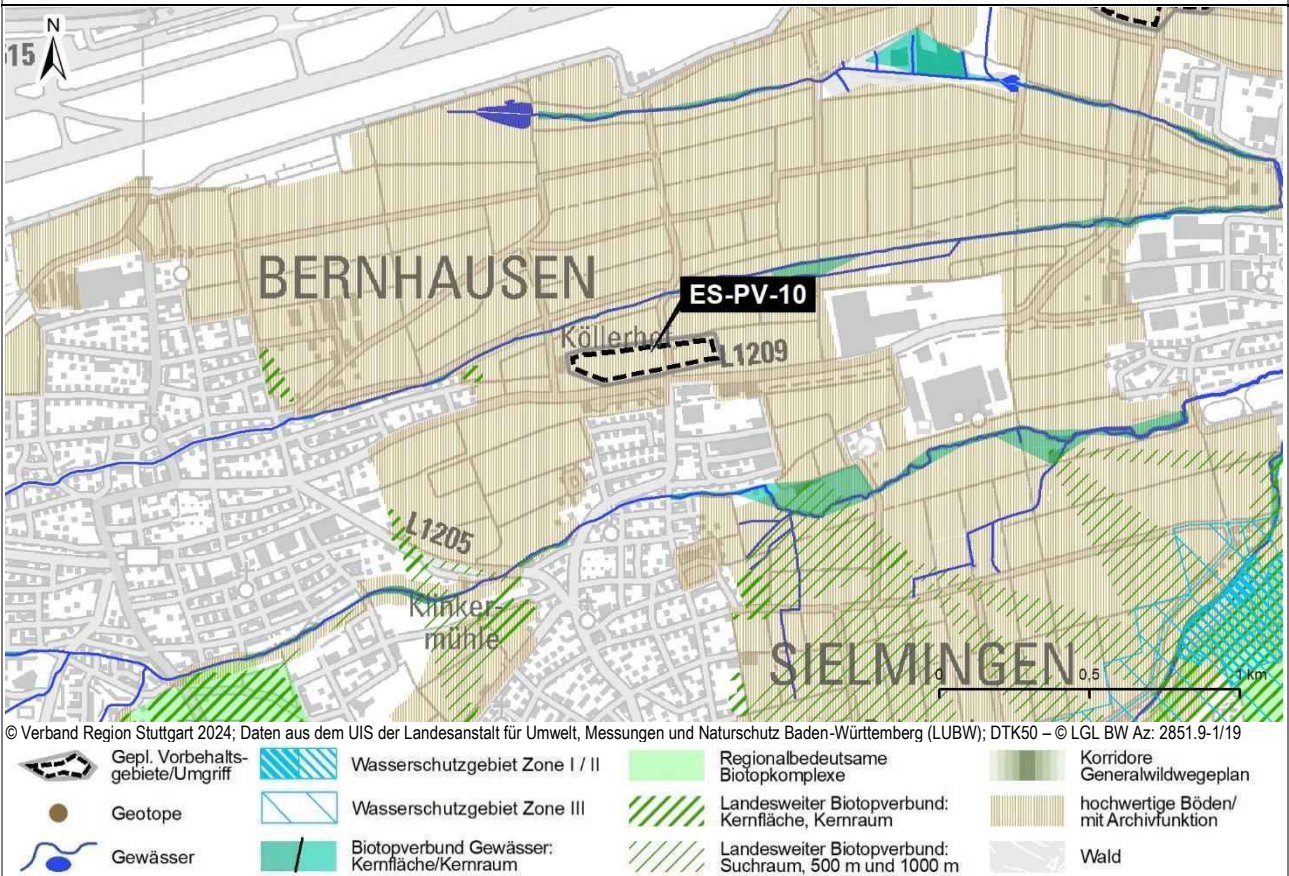 N
515
BERNHAUSEN
ES-PV-10
L1209
L1205
Klinker-
mühle
SIELMINGEN
0
0,5
1 km
© Verband Region Stuttgart 2024; Daten aus dem UIS der Landesanstalt für Umwelt, Messungen und Naturschutz Baden-Württemberg (LUBW); DTK50 – © LGL BW Az: 2851.9-1/19
Gepl. Vorbehalts-
gebiete/Umgriff
Geotope
Gewässer
Wasserschutzgebiet Zone I / II
Wasserschutzgebiet Zone III
Biotopverbund Gewässer:
Kernfläche/Kernraum
Regionalbedeutsame
Biotopkomplexe
Landesweiter Biotopverbund:
Kernfläche, Kernraum
Landesweiter Biotopverbund:
Suchraum, 500 m und 1000 m
Korridore
Generalwildwegeplan
hochwertige Böden/
mit Archivfunktion
Wald